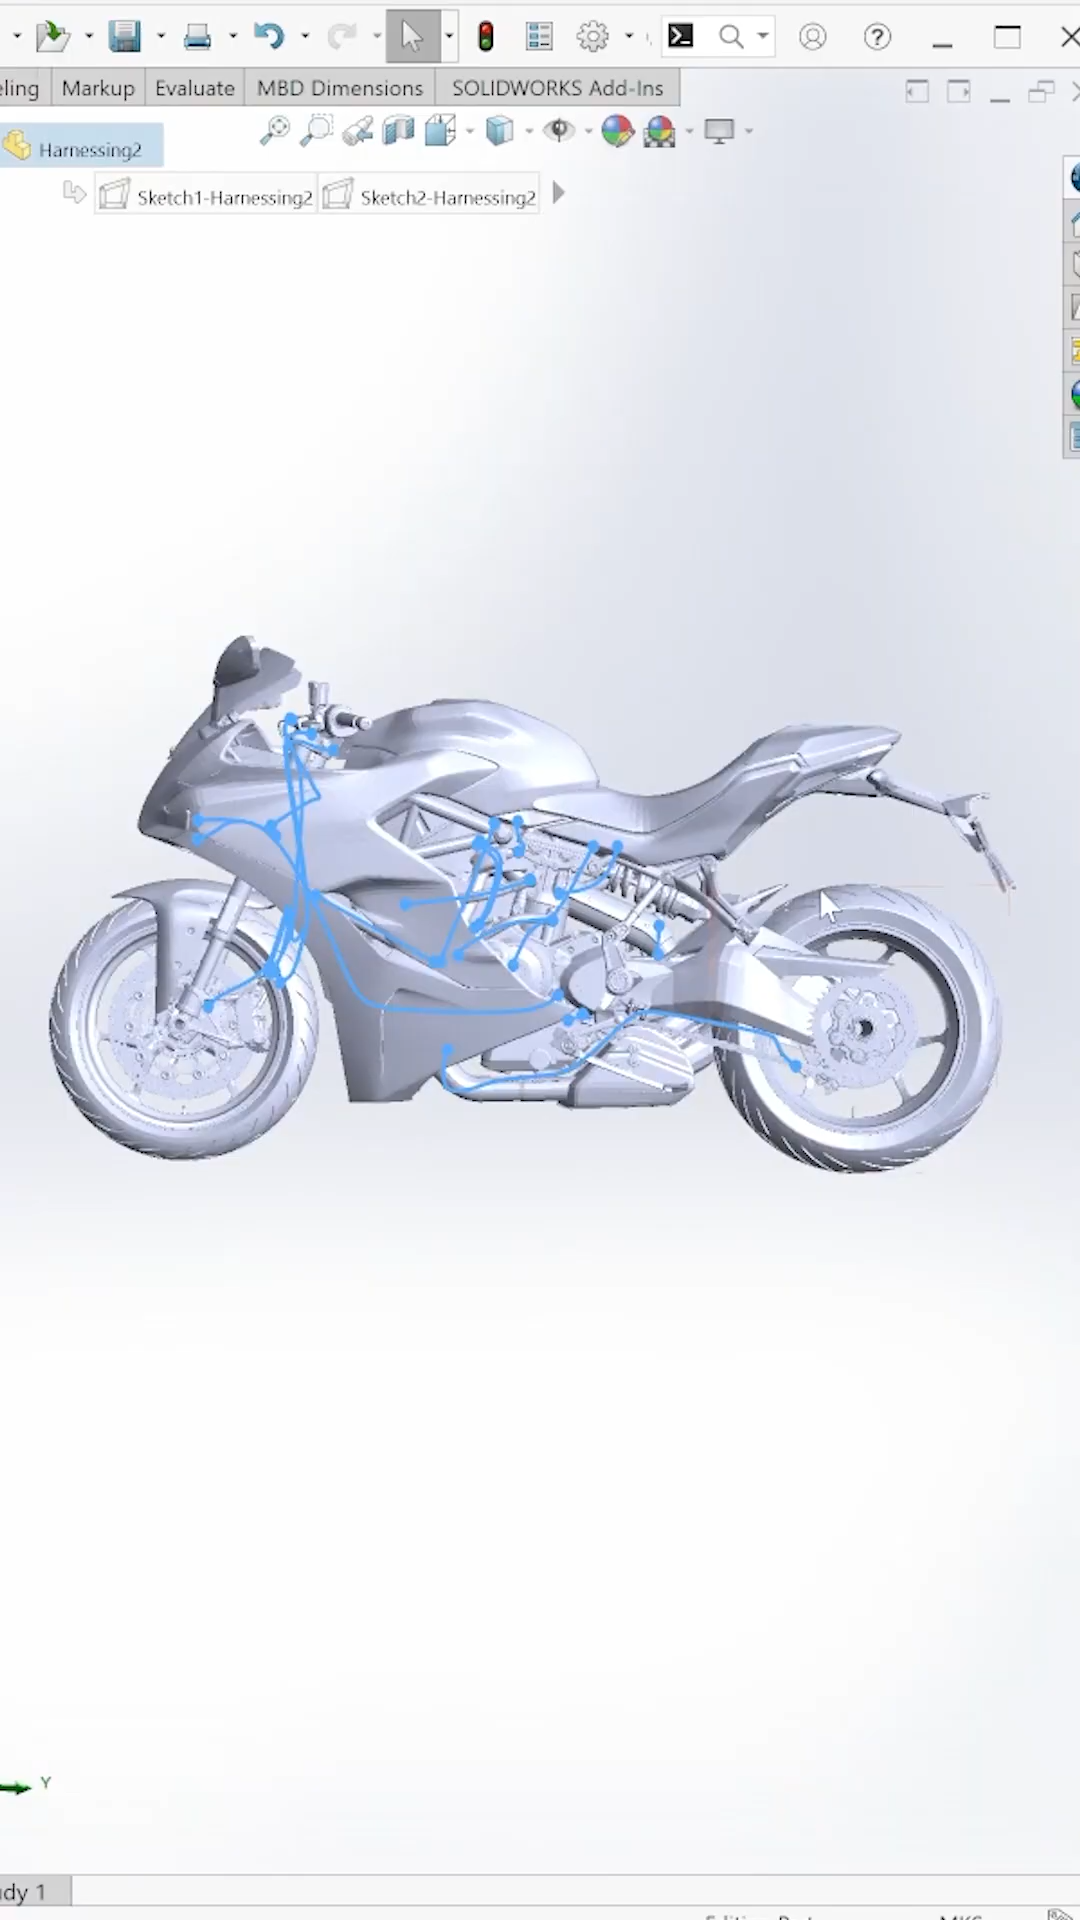 eling Markup Evaluate MBD Dimensions SOLIDWORKS Add-Ins
Harnessing2
Sketch1-Harnessing2 Sketch2-Harnessing2
Y
udy 1